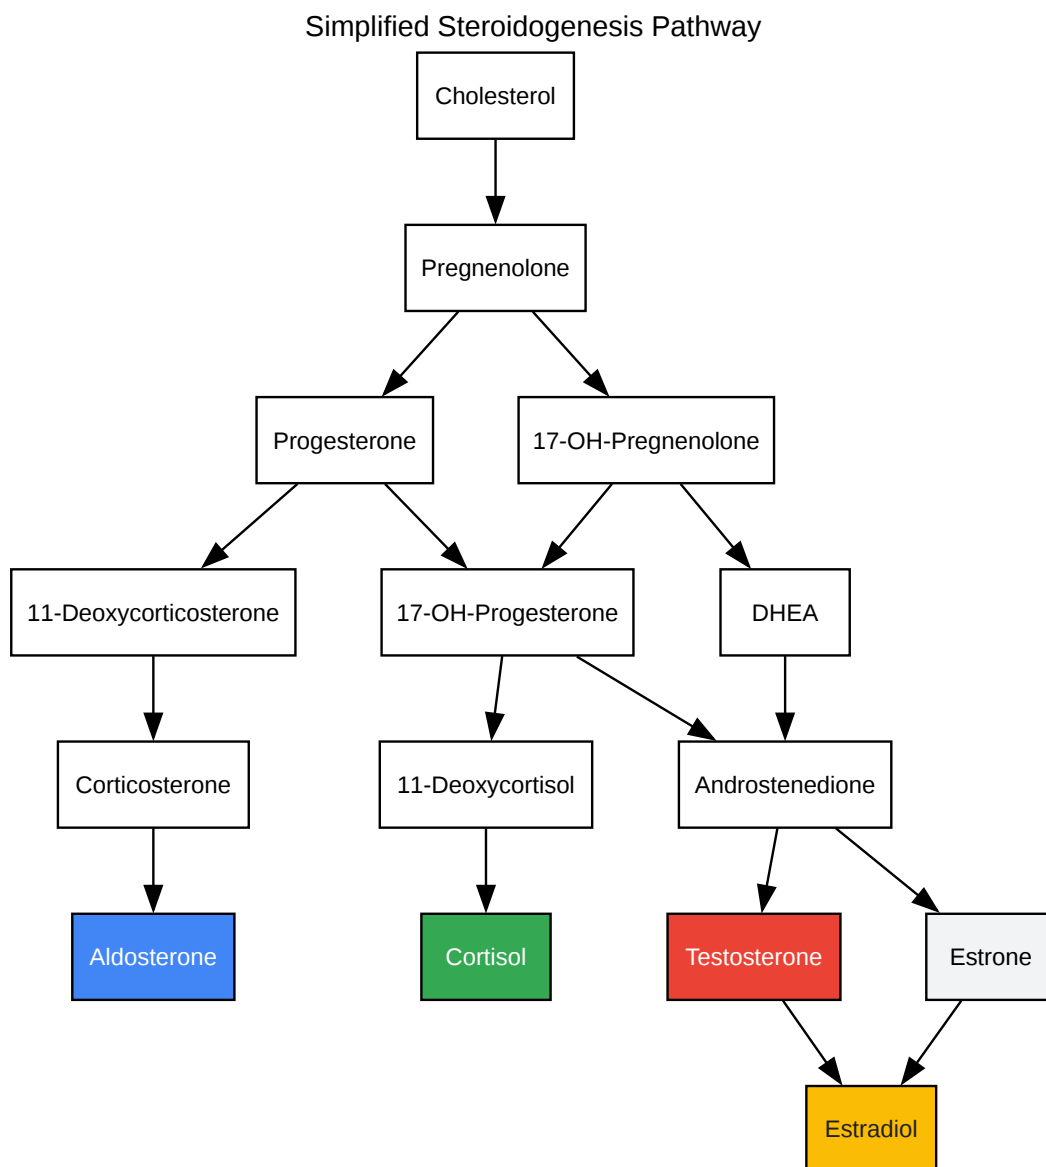 Simplified Steroidogenesis Pathway
Cholesterol
Pregnenolone
Progesterone
17-OH-Pregnenolone
11-Deoxycorticosterone
17-OH-Progesterone
DHEA
Corticosterone
11-Deoxycortisol
Androstenedione
Aldosterone
Cortisol
Testosterone
Estrone
Estradiol